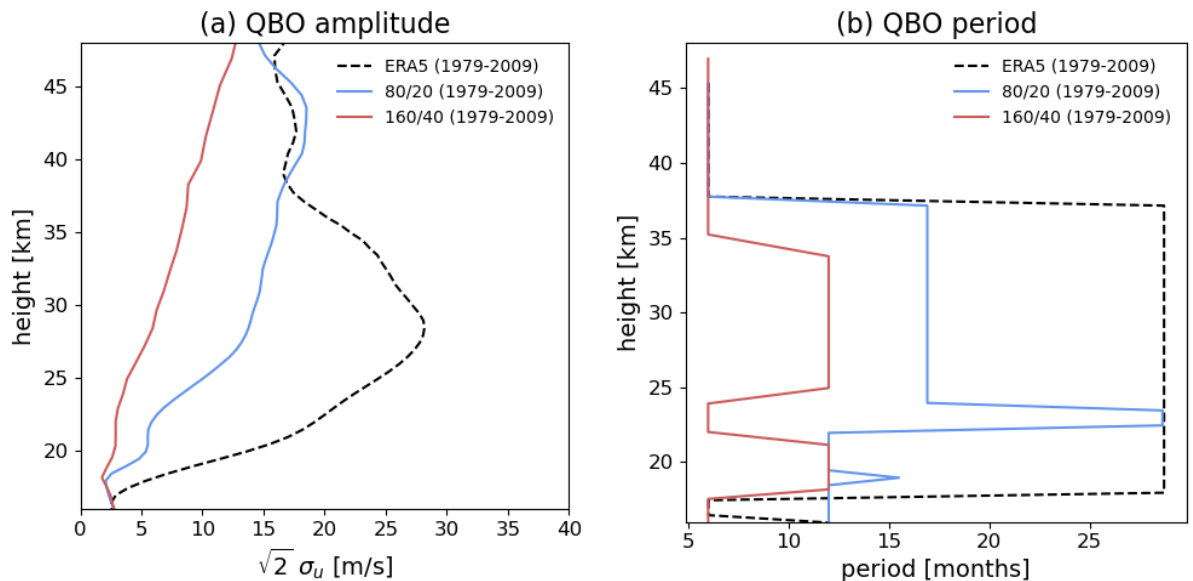 (a) QBO amplitude
ERA5 (1979-2009)
80/20 (1979-2009)
160/40 (1979-2009)
45
40
35
30
25
20
height [km]
0 5 10 15 20 25 30 35 40
√2 σu [m/s]
(b) QBO period
ERA5 (1979-2009)
80/20 (1979-2009)
160/40 (1979-2009)
45
40
35
30
25
20
height [km]
5 10 15 20 25
period [months]